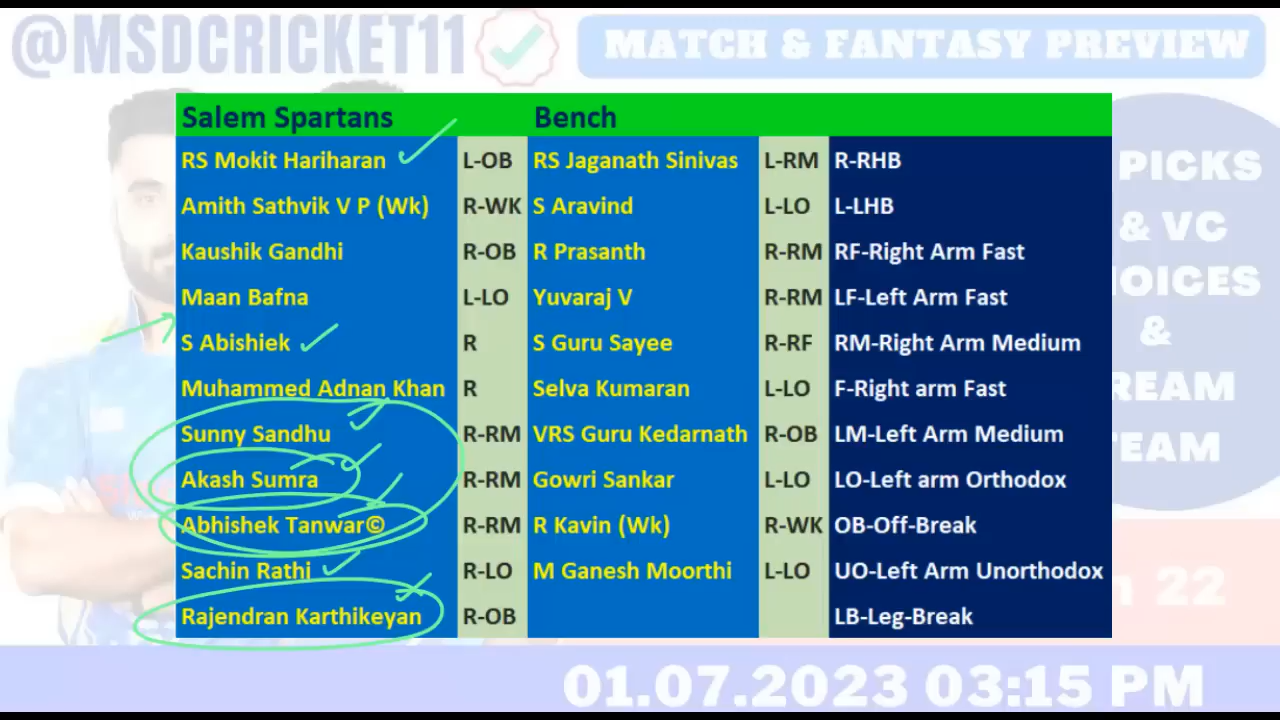 @MSDCRICKET11 MATCH & FANTASY PREVIEW
Salem Spartans Bench
RS Mokit Hariharan L-OB RS Jaganath Sinivas L-RM R-RHB
Amith Sathvik V P (Wk) R-WK S Aravind L-LO L-LHB
Kaushik Gandhi R-OB R Prasanth R-RM RF-Right Arm Fast
Maan Bafna L-LO Yuvaraj V R-RM LF-Left Arm Fast
S Abishiek R S Guru Sayee R-RF RM-Right Arm Medium
Muhammed Adnan Khan R Selva Kumaran L-LO F-Right arm Fast
Sunny Sandhu R-RM VRS Guru Kedarnath R-OB LM-Left Arm Medium
Akash Sumra R-RM Gowri Sankar L-LO LO-Left arm Orthodox
Abhishek Tanwar© R-RM R Kavin (Wk) R-WK OB-Off-Break
Sachin Rathi R-LO M Ganesh Moorthi L-LO UO-Left Arm Unorthodox
Rajendran Karthikeyan R-OB LB-Leg-Break
PICKS
& VC
HOICES
&
REAM
TEAM
22
01.07.2023 03:15 PM